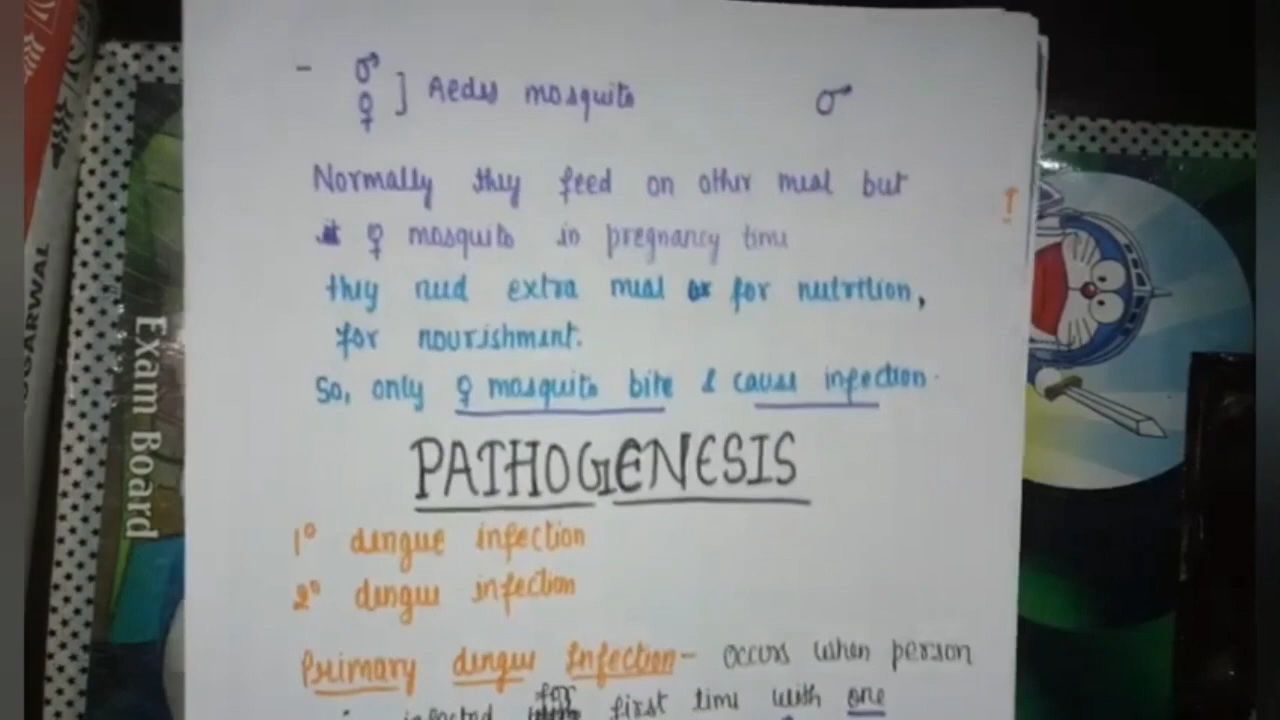 - ♂
♀ ] Aedes mosquito ♂
Normally they feed on other meal but
♀ mosquito in pregnancy time
they need extra meal or for nutrition,
for nourishment.
So, only ♀ mosquito bite & cause infection.
PATHOGENESIS
1° dengue infection
2° dengue infection
Primary dengue Infection - occurs when person
infected for first time with one
Exam Board
GARWAL